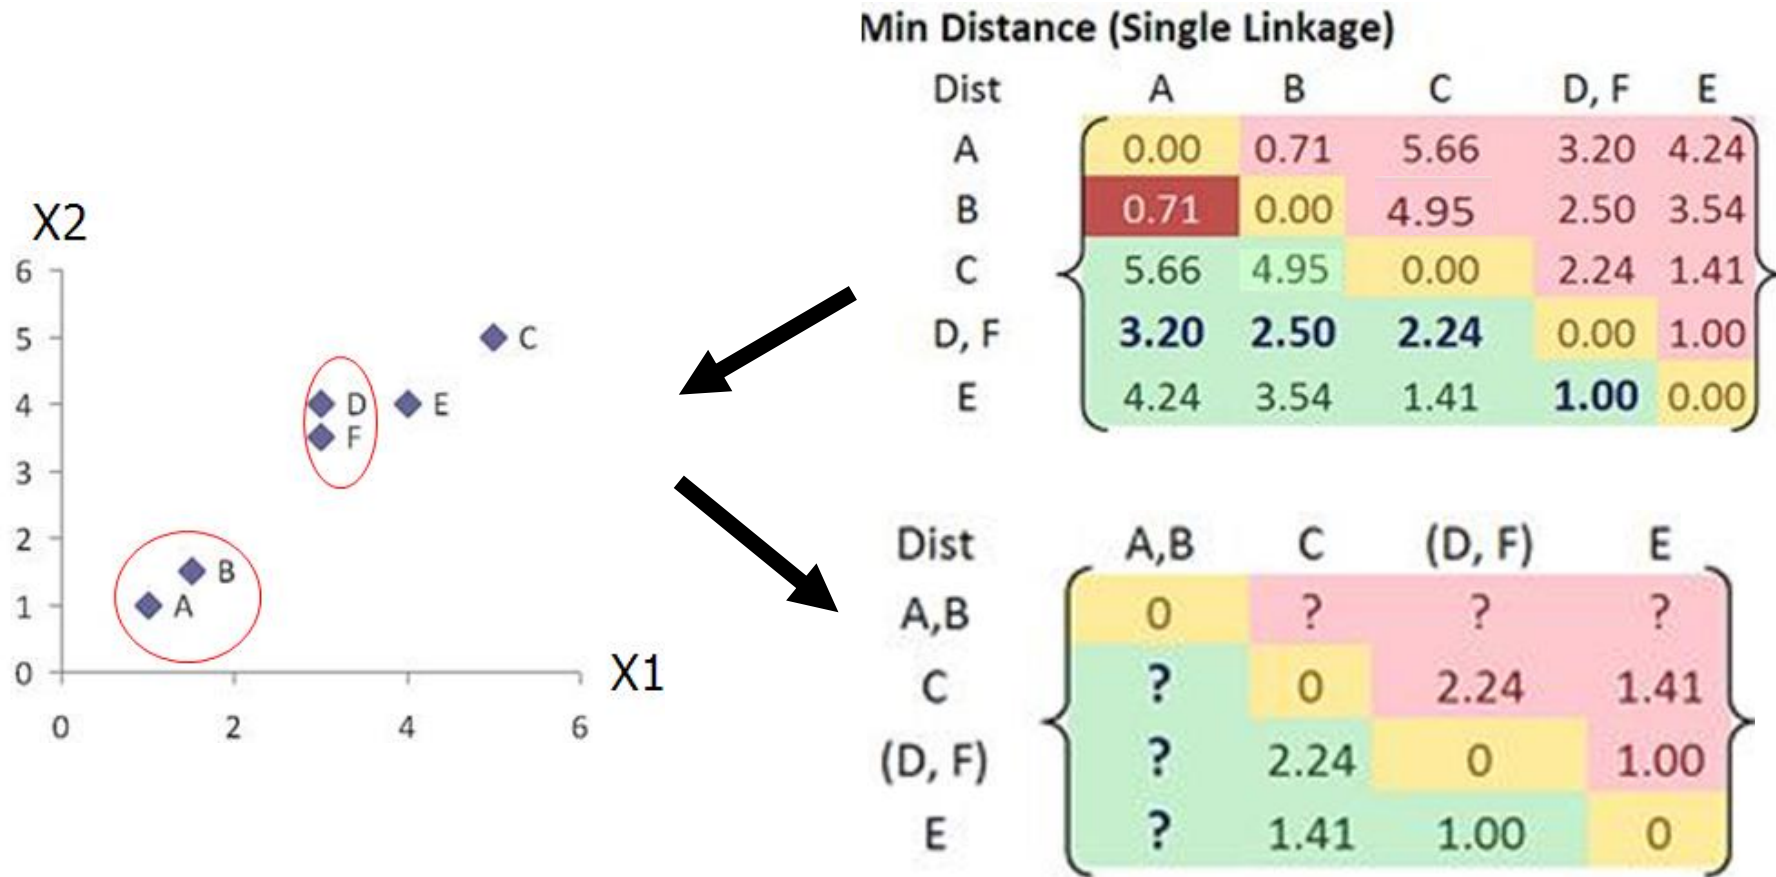 X2
6
5
4
3
2
1
0
0 2 4 6
X1
A
B
C
D
E
F
Min Distance (Single Linkage)
Dist A B C D, F E
A 0.00 0.71 5.66 3.20 4.24
B 0.71 0.00 4.95 2.50 3.54
C 5.66 4.95 0.00 2.24 1.41
D, F 3.20 2.50 2.24 0.00 1.00
E 4.24 3.54 1.41 1.00 0.00
Dist A,B C (D, F) E
A,B 0 ? ? ?
C ? 0 2.24 1.41
(D, F) ? 2.24 0 1.00
E ? 1.41 1.00 0